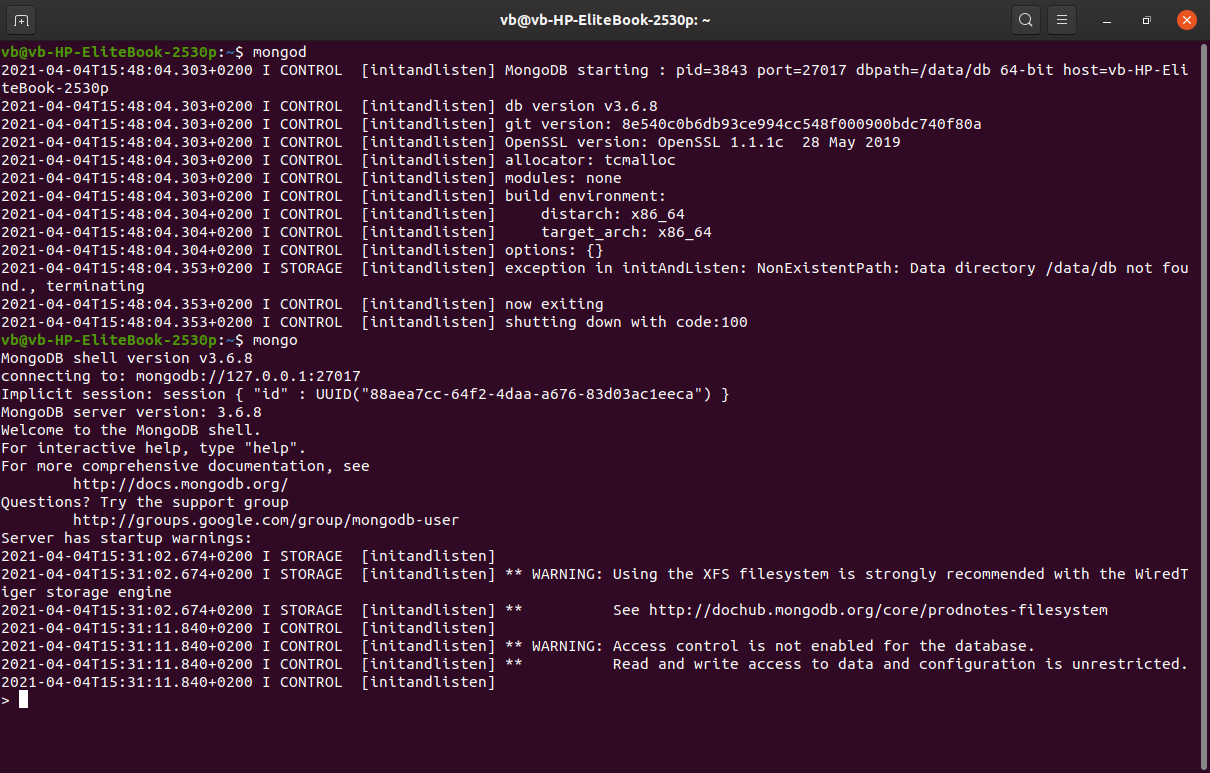 vb@vb-HP-EliteBook-2530p: ~
vb@vb-HP-EliteBook-2530p:~$ mongod
2021-04-04T15:48:04.303+0200 I CONTROL  [initandlisten] MongoDB starting : pid=3843 port=27017 dbpath=/data/db 64-bit host=vb-HP-Eli
teBook-2530p
2021-04-04T15:48:04.303+0200 I CONTROL  [initandlisten] db version v3.6.8
2021-04-04T15:48:04.303+0200 I CONTROL  [initandlisten] git version: 8e540c0b6db93ce994cc548f000900bdc740f80a
2021-04-04T15:48:04.303+0200 I CONTROL  [initandlisten] OpenSSL version: OpenSSL 1.1.1c  28 May 2019
2021-04-04T15:48:04.303+0200 I CONTROL  [initandlisten] allocator: tcmalloc
2021-04-04T15:48:04.303+0200 I CONTROL  [initandlisten] modules: none
2021-04-04T15:48:04.303+0200 I CONTROL  [initandlisten] build environment:
2021-04-04T15:48:04.304+0200 I CONTROL  [initandlisten]     distarch: x86_64
2021-04-04T15:48:04.304+0200 I CONTROL  [initandlisten]     target_arch: x86_64
2021-04-04T15:48:04.304+0200 I CONTROL  [initandlisten] options: {}
2021-04-04T15:48:04.353+0200 I STORAGE  [initandlisten] exception in initAndListen: NonExistentPath: Data directory /data/db not fou
nd., terminating
2021-04-04T15:48:04.353+0200 I CONTROL  [initandlisten] now exiting
2021-04-04T15:48:04.353+0200 I CONTROL  [initandlisten] shutting down with code:100
vb@vb-HP-EliteBook-2530p:~$ mongo
MongoDB shell version v3.6.8
connecting to: mongodb://127.0.0.1:27017
Implicit session: session { "id" : UUID("88aea7cc-64f2-4daa-a676-83d03ac1eeca") }
MongoDB server version: 3.6.8
Welcome to the MongoDB shell.
For interactive help, type "help".
For more comprehensive documentation, see
        http://docs.mongodb.org/
Questions? Try the support group
        http://groups.google.com/group/mongodb-user
Server has startup warnings:
2021-04-04T15:31:02.674+0200 I STORAGE  [initandlisten]
2021-04-04T15:31:02.674+0200 I STORAGE  [initandlisten] ** WARNING: Using the XFS filesystem is strongly recommended with the WiredT
iger storage engine
2021-04-04T15:31:02.674+0200 I STORAGE  [initandlisten] **          See http://dochub.mongodb.org/core/prodnotes-filesystem
2021-04-04T15:31:11.840+0200 I CONTROL  [initandlisten]
2021-04-04T15:31:11.840+0200 I CONTROL  [initandlisten] ** WARNING: Access control is not enabled for the database.
2021-04-04T15:31:11.840+0200 I CONTROL  [initandlisten] **          Read and write access to data and configuration is unrestricted.
2021-04-04T15:31:11.840+0200 I CONTROL  [initandlisten]
>